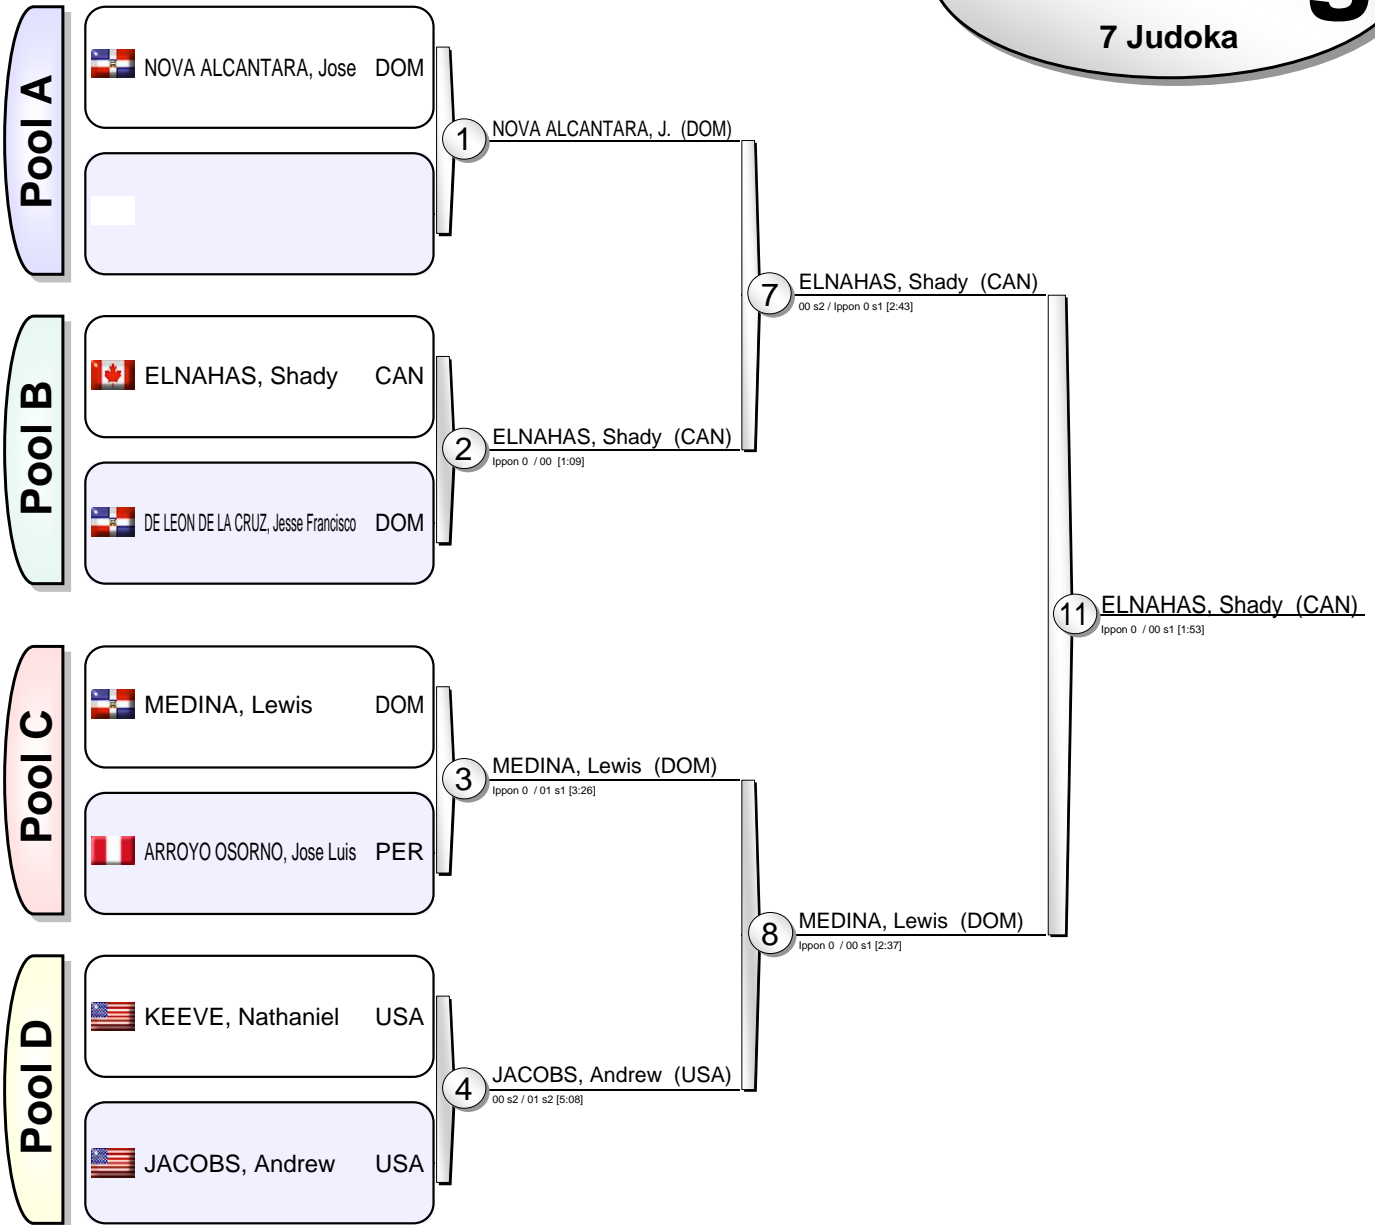 7 Judoka
Pool A
NOVA ALCANTARA, Jose DOM
1
NOVA ALCANTARA, J. (DOM)
Pool B
ELNAHAS, Shady CAN
DE LEON DE LA CRUZ, Jesse Francisco DOM
2
ELNAHAS, Shady (CAN)
Ippon 0 / 00 [1:09]
7
ELNAHAS, Shady (CAN)
00 s2 / Ippon 0 s1 [2:43]
Pool C
MEDINA, Lewis DOM
ARROYO OSORNO, Jose Luis PER
3
MEDINA, Lewis (DOM)
Ippon 0 / 01 s1 [3:26]
Pool D
KEEVE, Nathaniel USA
JACOBS, Andrew USA
4
JACOBS, Andrew (USA)
00 s2 / 01 s2 [5:08]
8
MEDINA, Lewis (DOM)
Ippon 0 / 00 s1 [2:37]
11
ELNAHAS, Shady (CAN)
Ippon 0 / 00 s1 [1:53]